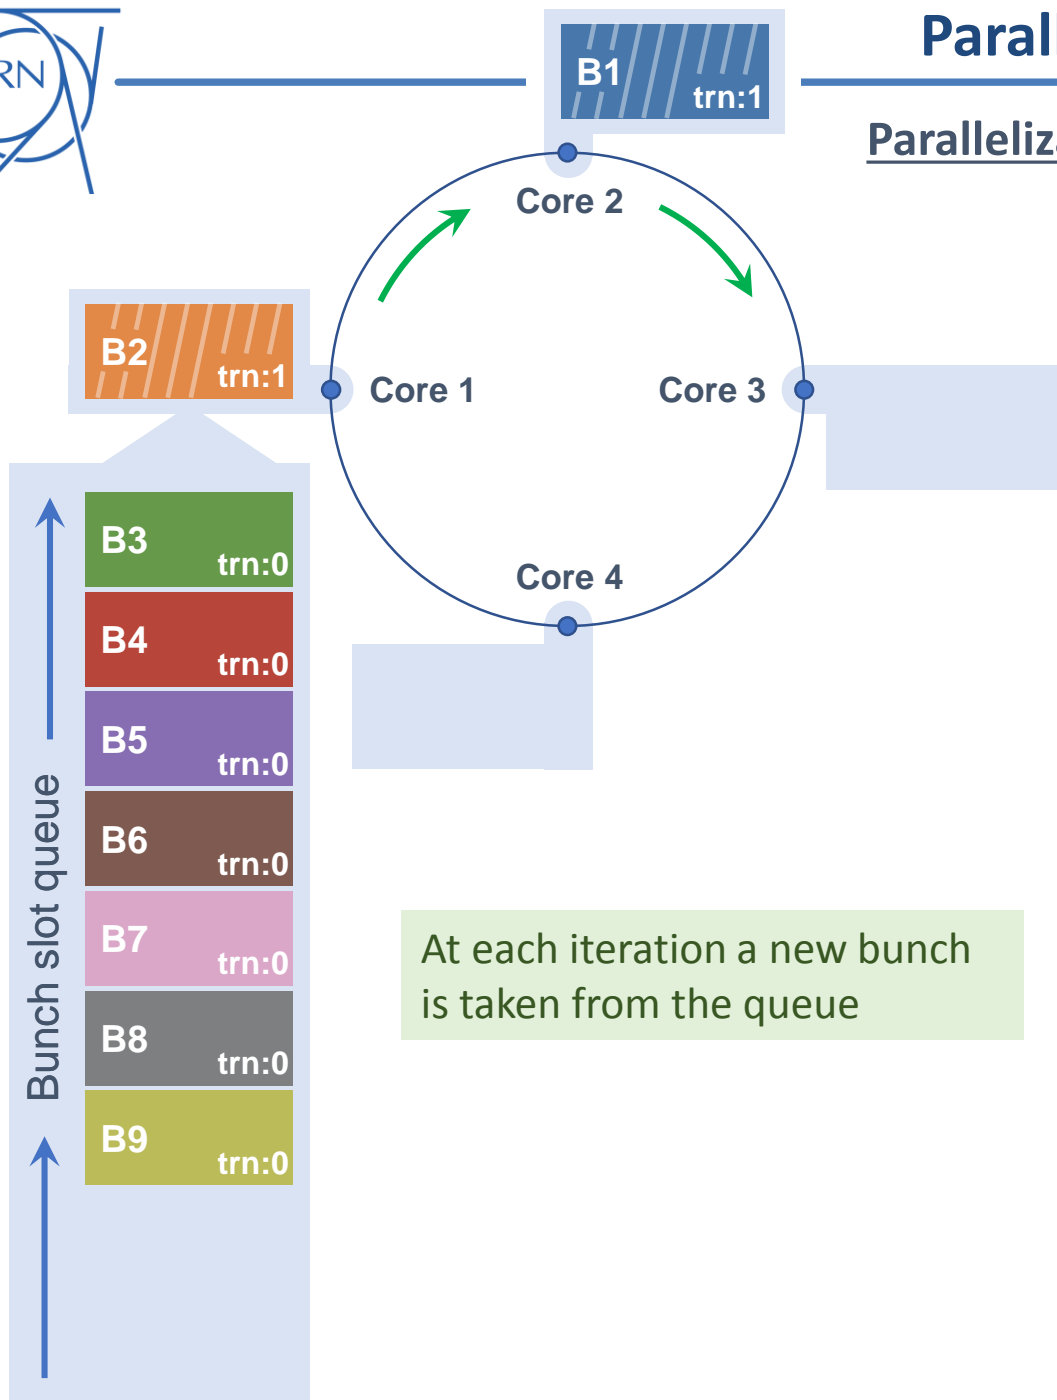 RN
Parall
Paralleliza
B1
trn:1
Core 2
B2
trn:1
Core 1
Core 3
Core 4
B3
trn:0
B4
trn:0
B5
trn:0
B6
trn:0
B7
trn:0
B8
trn:0
B9
trn:0
Bunch slot queue
At each iteration a new bunch
is taken from the queue